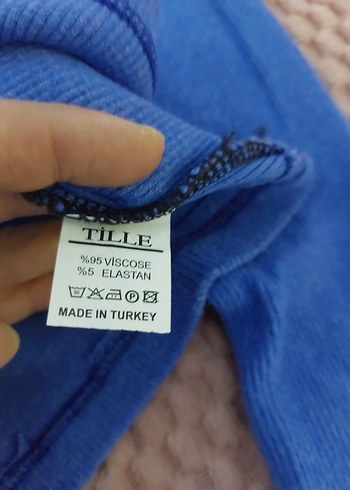 TİLLE
%95 VİSCOSE
%5 ELASTAN
MADE IN TURKEY